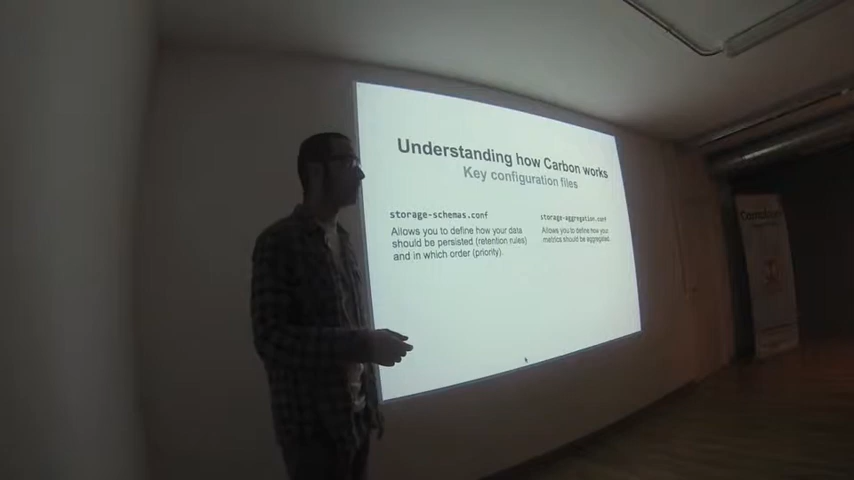 Understanding how Carbon works
Key configuration files
storage-schemas.conf
Allows you to define how your data
should be persisted (retention rules)
and in which order (priority).
storage-aggregation.conf
Allows you to define how your
metrics should be aggregated.